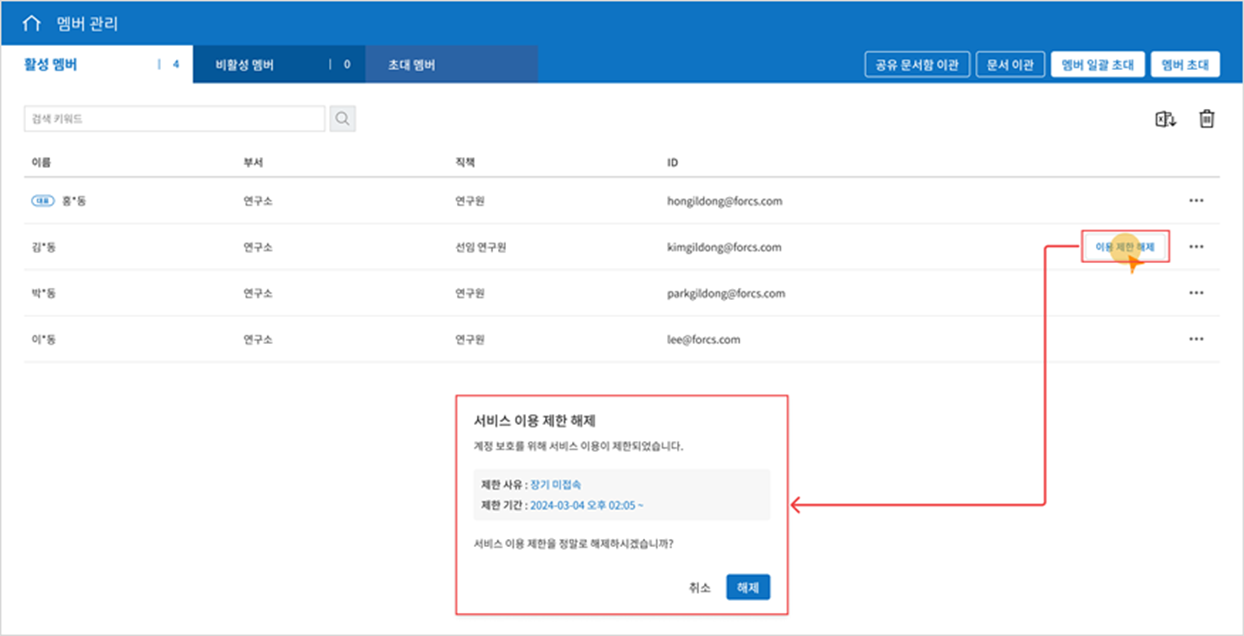 멤버 관리
활성 멤버 | 4 비활성 멤버 | 0 초대 멤버 공유 문서함 이관 문서 이관 멤버 일괄 초대 멤버 초대
검색 키워드
이름 부서 직책 ID
대표 홍*동 연구소 연구원 hongildong@forcs.com
김*동 연구소 선임 연구원 kimgildong@forcs.com 이용 제한 해제
박*동 연구소 연구원 parkgildong@forcs.com
이*동 연구소 연구원 lee@forcs.com
서비스 이용 제한 해제
계정 보호를 위해 서비스 이용이 제한되었습니다.
제한 사유 : 장기 미접속
제한 기간 : 2024-03-04 오후 02:05 ~
서비스 이용 제한을 정말로 해제하시겠습니까?
취소 해제